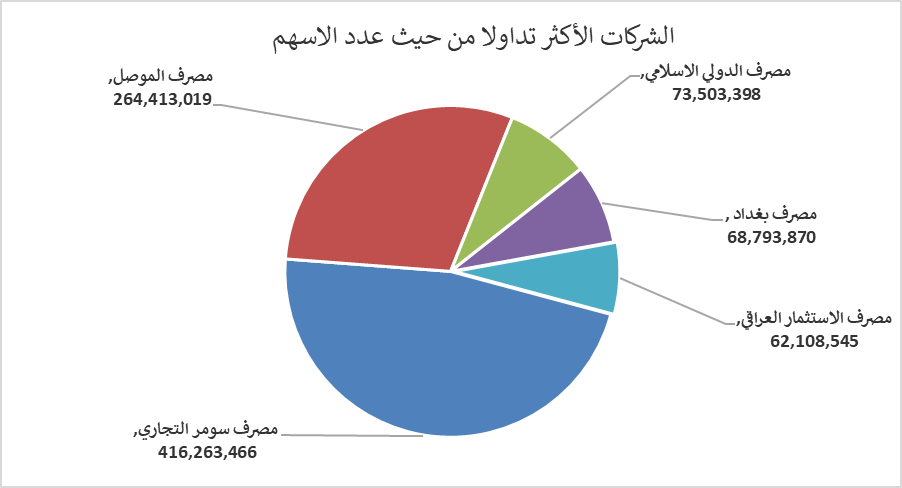 الشركات الأكثر تداولا من حيث عدد الاسهم
مصرف الدولي الاسلامي,
73,503,398
مصرف الموصل,
264,413,019
مصرف بغداد ,
68,793,870
مصرف الاستثمار العراقي,
62,108,545
مصرف سومر التجاري,
416,263,466